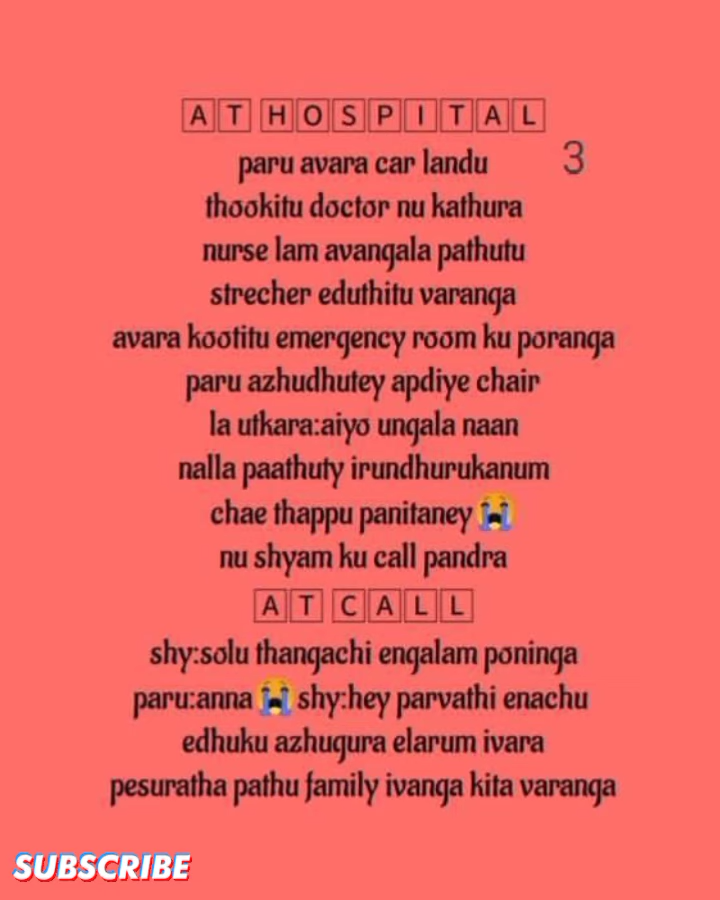 AT HOSPITAL
3
paru avara car landu
thookitu doctor nu kathura
nurse lam avangala pathutu
strecher eduthitu varanga
avara kootitu emergency room ku poranga
paru azhudhutey apdiye chair
la utkara:aiyo ungala naan
nalla paathuty irundhurukanum
chae thappu panitaney😭
nu shyam ku call pandra
AT CALL
shy:solu thangachi engalam poninga
paru:anna😭shy:hey parvathi enachu
edhuku azhugura elarum ivara
pesuratha pathu family ivanga kita varanga
SUBSCRIBE